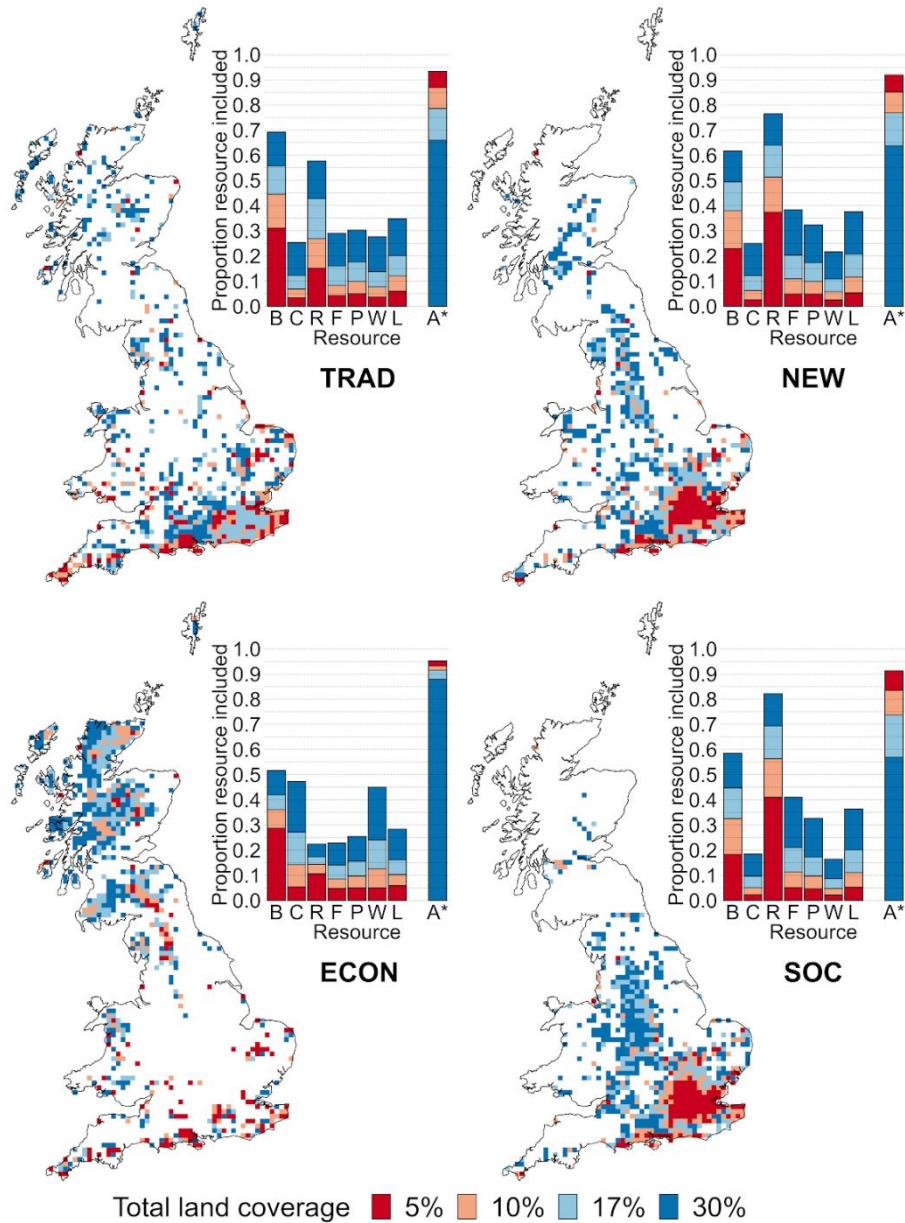 Proportion resource included
1.0
0.9
0.8
0.7
0.6
0.5
0.4
0.3
0.2
0.1
0.0
B C R F P W L A*
Resource
TRAD
Proportion resource included
1.0
0.9
0.8
0.7
0.6
0.5
0.4
0.3
0.2
0.1
0.0
B C R F P W L A*
Resource
NEW
Proportion resource included
1.0
0.9
0.8
0.7
0.6
0.5
0.4
0.3
0.2
0.1
0.0
B C R F P W L A*
Resource
ECON
Proportion resource included
1.0
0.9
0.8
0.7
0.6
0.5
0.4
0.3
0.2
0.1
0.0
B C R F P W L A*
Resource
SOC
Total land coverage 5% 10% 17% 30%